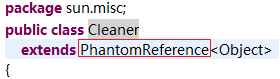 package sun.misc;
public class Cleaner
extends PhantomReference<Object>
{